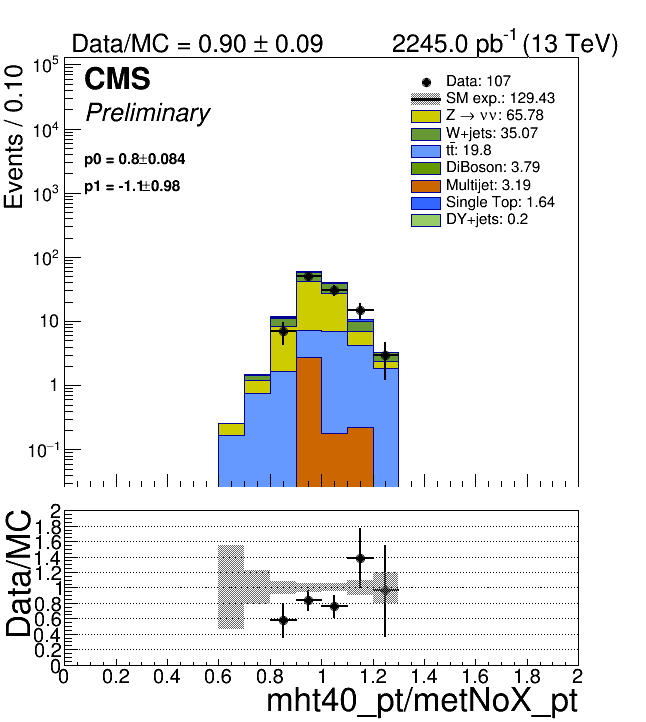 Data/MC = 0.90 ± 0.09 2245.0 pb⁻¹ (13 TeV)
Events / 0.10
10⁵
10⁴
10³
10²
10
1
10⁻¹
CMS
Preliminary
p0 = 0.8±0.084
p1 = -1.1±0.98
Data: 107
SM exp.: 129.43
Z → νν: 65.78
W+jets: 35.07
tt̄: 19.8
DiBoson: 3.79
Multijet: 3.19
Single Top: 1.64
DY+jets: 0.2
Data/MC
2
1.8
1.6
1.4
1.2
1
0.8
0.6
0.4
0.2
0
0 0.2 0.4 0.6 0.8 1 1.2 1.4 1.6 1.8 2
mht40_pt/metNoX_pt